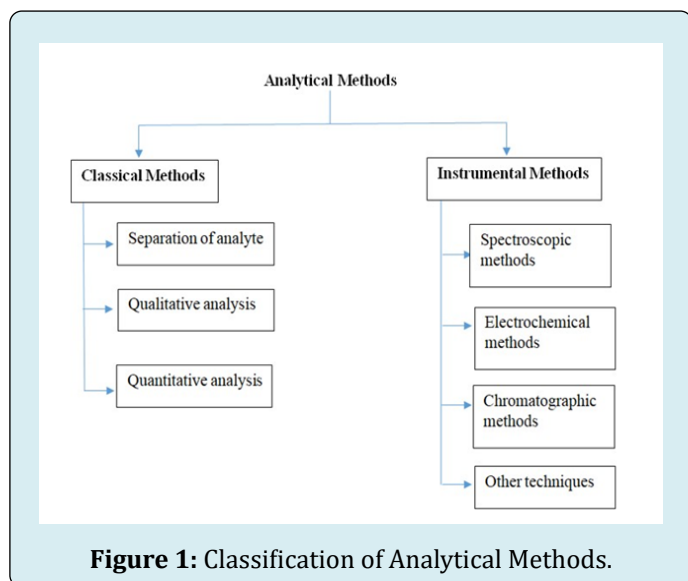 Analytical Methods
Classical Methods
Separation of analyte
Qualitative analysis
Quantitative analysis
Instrumental Methods
Spectroscopic
methods
Electrochemical
methods
Chromatographic
methods
Other techniques
Figure 1: Classification of Analytical Methods.